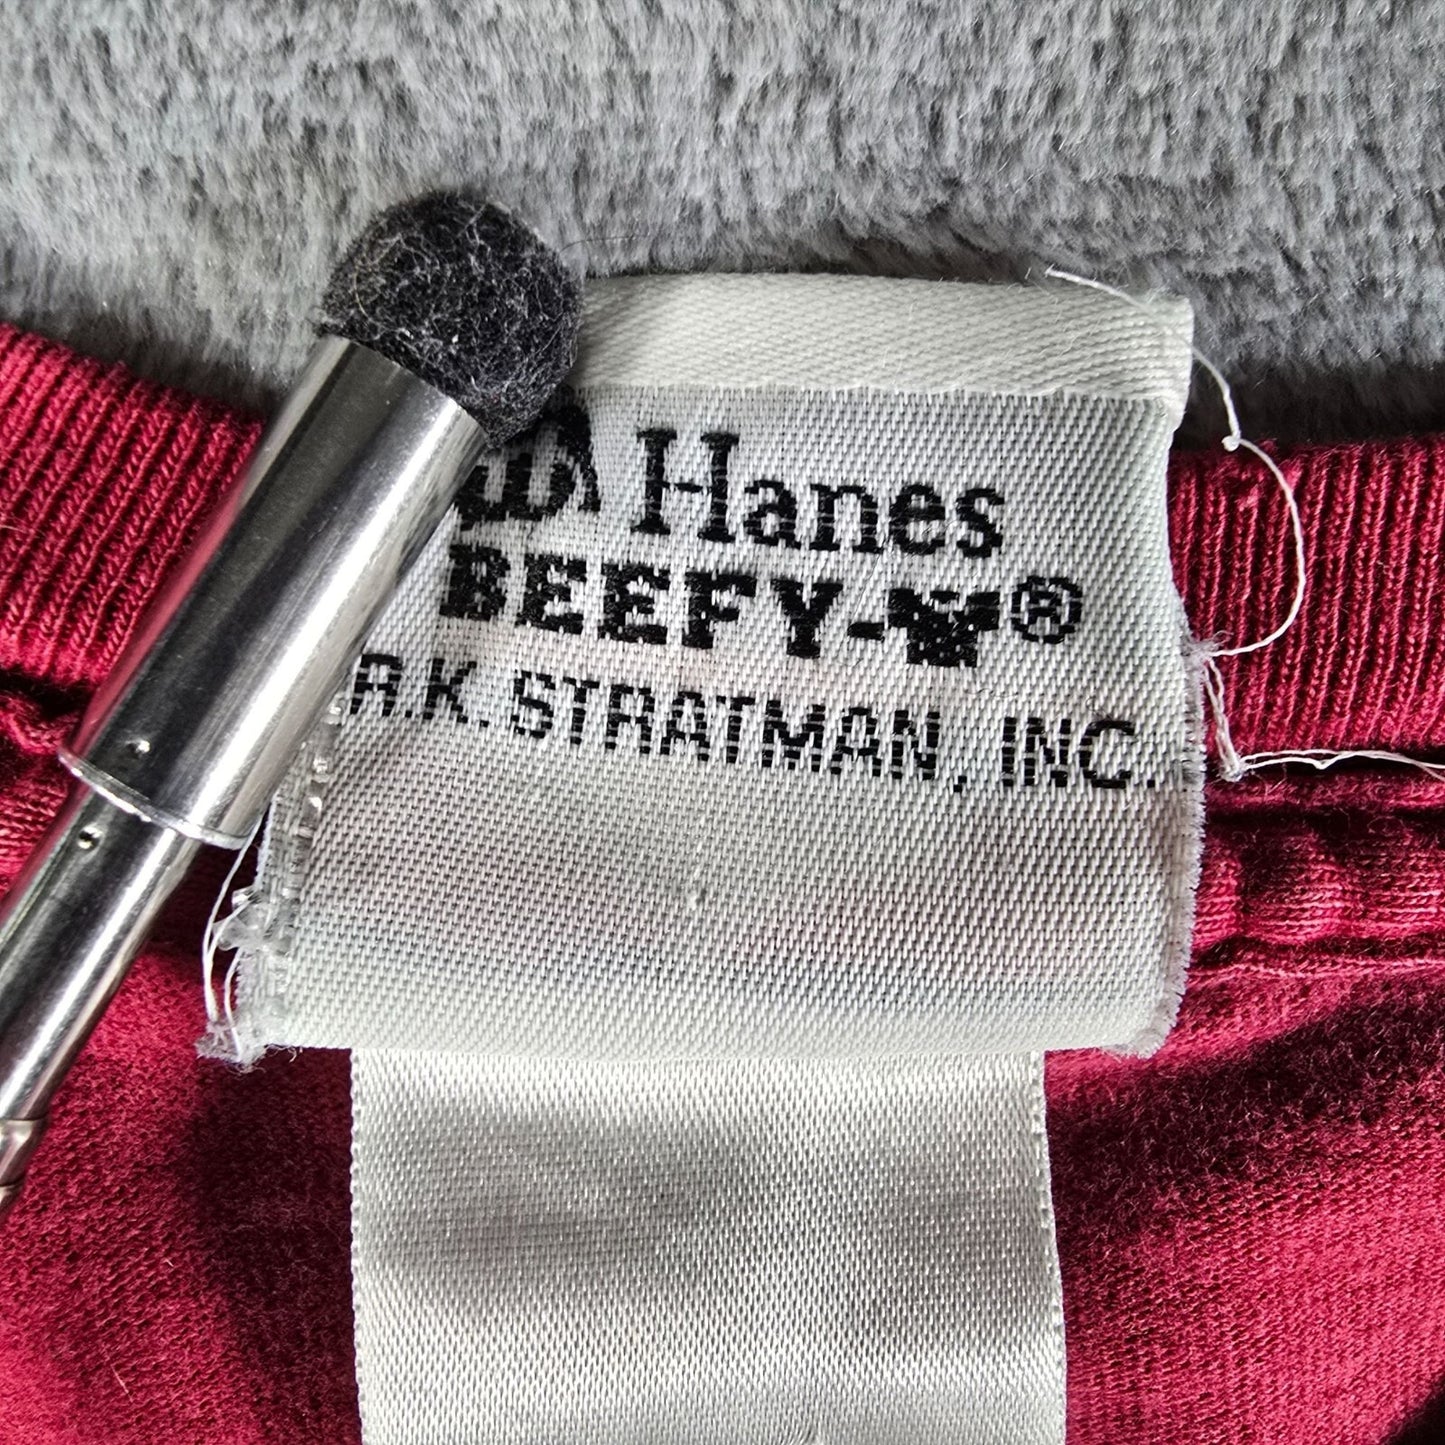 Hanes
BEEFY-®
R.K. STRATMAN, INC.